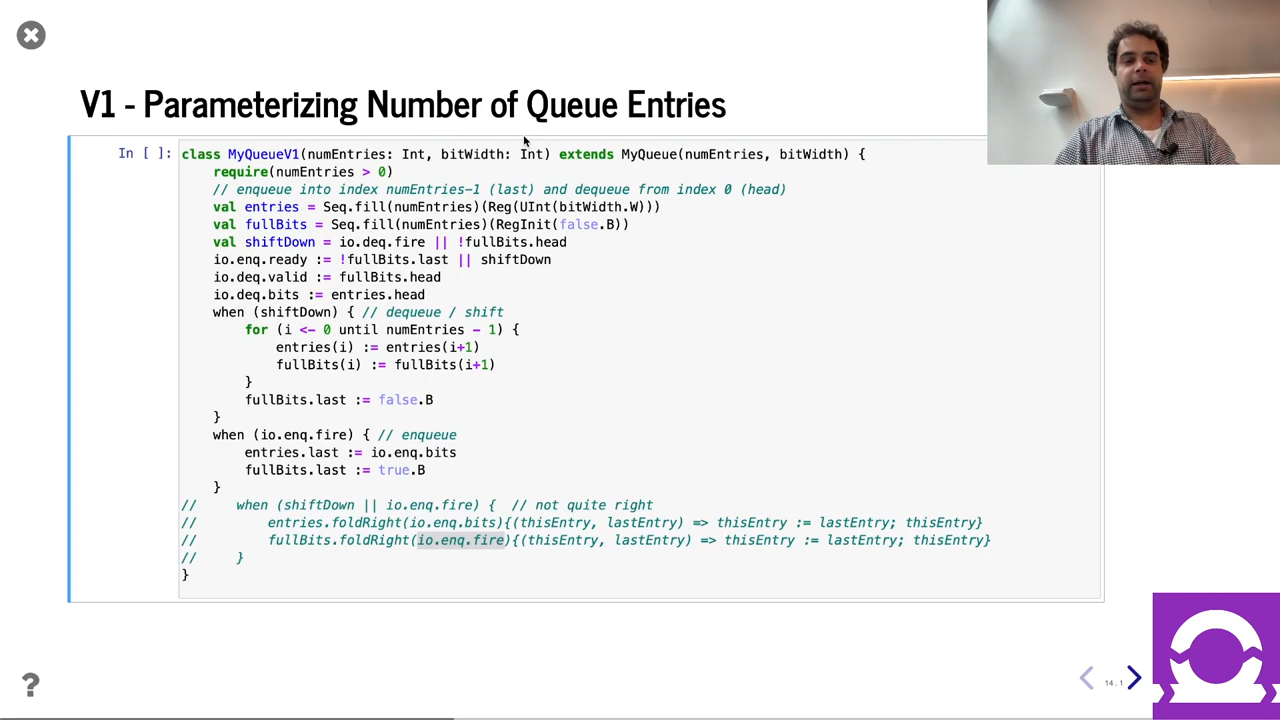 V1 - Parameterizing Number of Queue Entries
In [ ]: class MyQueueV1(numEntries: Int, bitWidth: Int) extends MyQueue(numEntries, bitWidth) {
    require(numEntries > 0)
    // enqueue into index numEntries-1 (last) and dequeue from index 0 (head)
    val entries = Seq.fill(numEntries)(Reg(UInt(bitWidth.W)))
    val fullBits = Seq.fill(numEntries)(RegInit(false.B))
    val shiftDown = io.deq.fire || !fullBits.head
    io.enq.ready := !fullBits.last || shiftDown
    io.deq.valid := fullBits.head
    io.deq.bits := entries.head
    when (shiftDown) { // dequeue / shift
        for (i <- 0 until numEntries - 1) {
            entries(i) := entries(i+1)
            fullBits(i) := fullBits(i+1)
        }
        fullBits.last := false.B
    }
    when (io.enq.fire) { // enqueue
        entries.last := io.enq.bits
        fullBits.last := true.B
    }
//     when (shiftDown || io.enq.fire) {  // not quite right
//         entries.foldRight(io.enq.bits){(thisEntry, lastEntry) => thisEntry := lastEntry; thisEntry}
//         fullBits.foldRight(io.enq.fire){(thisEntry, lastEntry) => thisEntry := lastEntry; thisEntry}
//     }
}
?
14.1